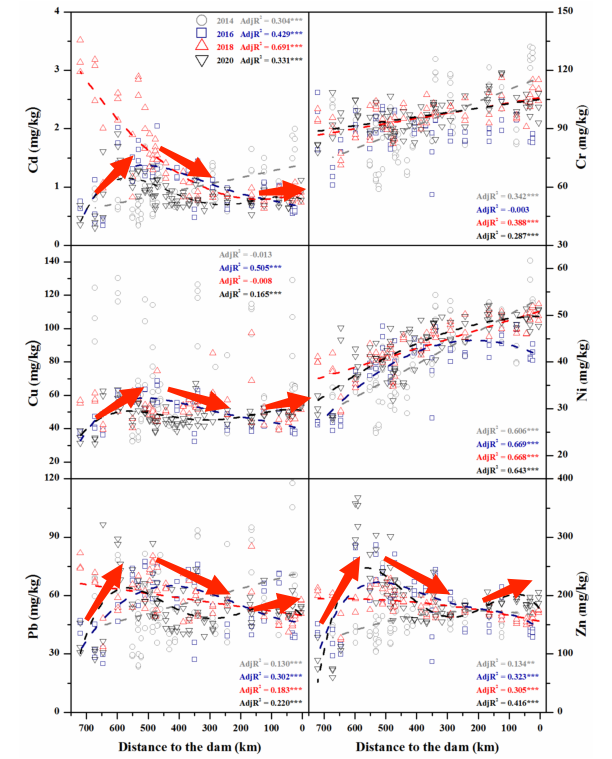 4
3
2
1
0
Cd (mg/kg)
2014 AdjR² = 0.304***
2016 AdjR² = 0.429***
2018 AdjR² = 0.691***
2020 AdjR² = 0.331***
150
120
90
60
30
Cr (mg/kg)
AdjR² = 0.342***
AdjR² = -0.003
AdjR² = 0.388***
AdjR² = 0.287***
140
120
100
80
60
40
20
Cu (mg/kg)
AdjR² = -0.013
AdjR² = 0.505***
AdjR² = -0.008
AdjR² = 0.165***
60
50
40
30
20
Ni (mg/kg)
AdjR² = 0.606***
AdjR² = 0.669***
AdjR² = 0.668***
AdjR² = 0.643***
120
90
60
30
0
Pb (mg/kg)
AdjR² = 0.130***
AdjR² = 0.302***
AdjR² = 0.183***
AdjR² = 0.220***
400
300
200
100
0
Zn (mg/kg)
AdjR² = 0.134**
AdjR² = 0.323***
AdjR² = 0.305***
AdjR² = 0.416***
700 600 500 400 300 200 100 0
700 600 500 400 300 200 100 0
Distance to the dam (km)
Distance to the dam (km)